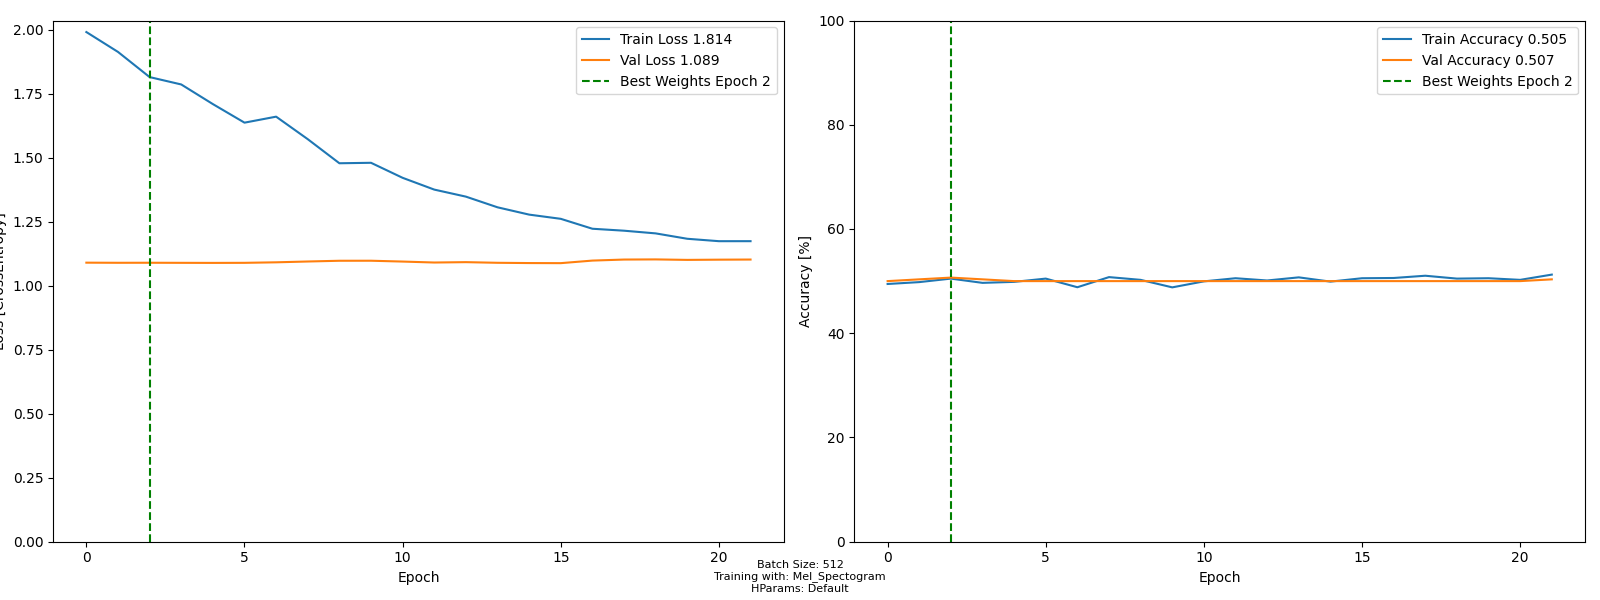 2.00
1.75
1.50
1.25
1.00
0.75
0.50
0.25
0.00
0
5
10
15
20
Epoch
Loss [CrossEntropy]
Train Loss 1.814
Val Loss 1.089
Best Weights Epoch 2
100
80
60
40
20
0
0
5
10
15
20
Epoch
Accuracy [%]
Train Accuracy 0.505
Val Accuracy 0.507
Best Weights Epoch 2
Batch Size: 512
Training with: Mel_Spectogram
HParams: Default